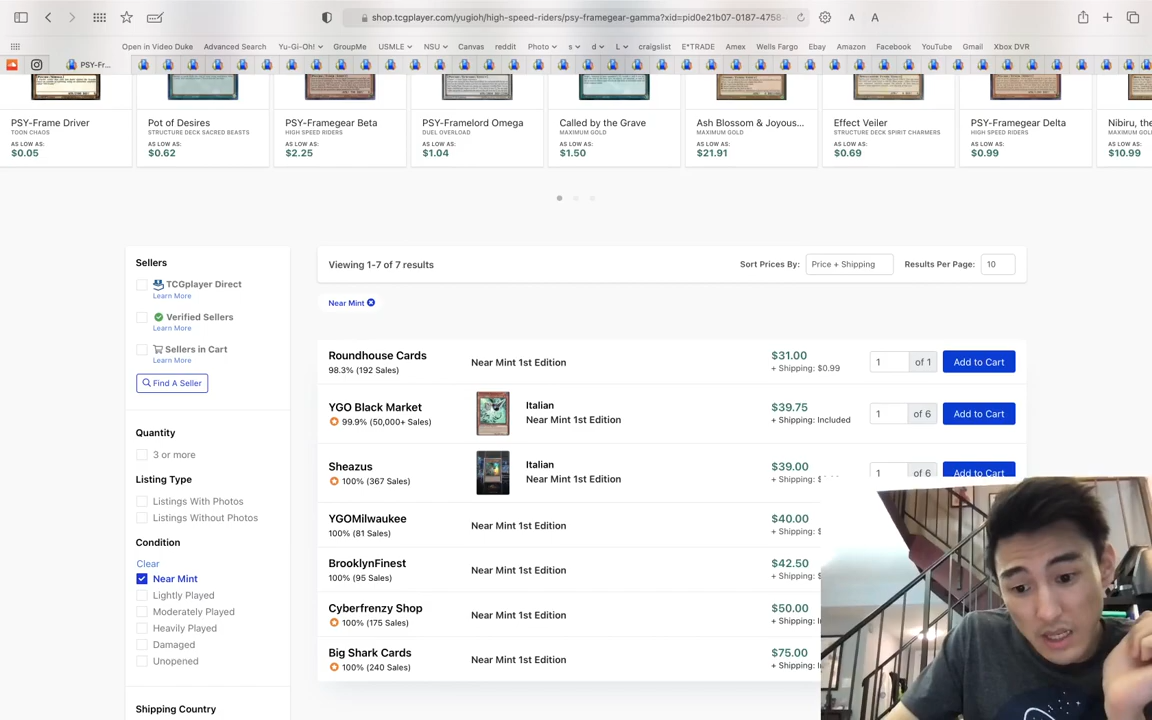 shop.tcgplayer.com/yugioh/high-speed-riders/psy-framegear-gamma?xid=pid0e21b07-0187-4758-
A A
Open in Video Duke Advanced Search Yu-Gi-Oh! GroupMe USMLE NSU Canvas reddit Photo s d L craigslist E*TRADE Amex Wells Fargo Ebay Amazon Facebook YouTube Gmail Xbox DVR
PSY-Fr...
PSY-Frame Driver
TOON CHAOS
AS LOW AS:
$0.05
Pot of Desires
STRUCTURE DECK SACRED BEASTS
AS LOW AS:
$0.62
PSY-Framegear Beta
HIGH SPEED RIDERS
AS LOW AS:
$2.25
PSY-Framelord Omega
DUEL OVERLOAD
AS LOW AS:
$1.04
Called by the Grave
MAXIMUM GOLD
AS LOW AS:
$1.50
Ash Blossom & Joyous...
MAXIMUM GOLD
AS LOW AS:
$21.91
Effect Veiler
STRUCTURE DECK SPIRIT CHARMERS
AS LOW AS:
$0.69
PSY-Framegear Delta
HIGH SPEED RIDERS
AS LOW AS:
$0.99
Nibiru, the
MAXIMUM GOL
AS LOW AS:
$10.99
Sellers
TCGplayer Direct
Learn More
Verified Sellers
Learn More
Sellers in Cart
Learn More
Find A Seller
Quantity
3 or more
Listing Type
Listings With Photos
Listings Without Photos
Condition
Clear
Near Mint
Lightly Played
Moderately Played
Heavily Played
Damaged
Unopened
Shipping Country
Viewing 1-7 of 7 results
Sort Prices By: Price + Shipping Results Per Page: 10
Near Mint
Roundhouse Cards
98.3% (192 Sales)
Near Mint 1st Edition
$31.00
+ Shipping: $0.99
1 of 1 Add to Cart
YGO Black Market
99.9% (50,000+ Sales)
Italian
Near Mint 1st Edition
$39.75
+ Shipping: Included
1 of 6 Add to Cart
Sheazus
100% (367 Sales)
Italian
Near Mint 1st Edition
$39.00
+ Shipping: $
1 of 6 Add to Cart
YGOMilwaukee
100% (81 Sales)
Near Mint 1st Edition
$40.00
+ Shipping: $
BrooklynFinest
100% (95 Sales)
Near Mint 1st Edition
$42.50
+ Shipping: $
Cyberfrenzy Shop
100% (175 Sales)
Near Mint 1st Edition
$50.00
+ Shipping: I
Big Shark Cards
100% (240 Sales)
Near Mint 1st Edition
$75.00
+ Shipping: I